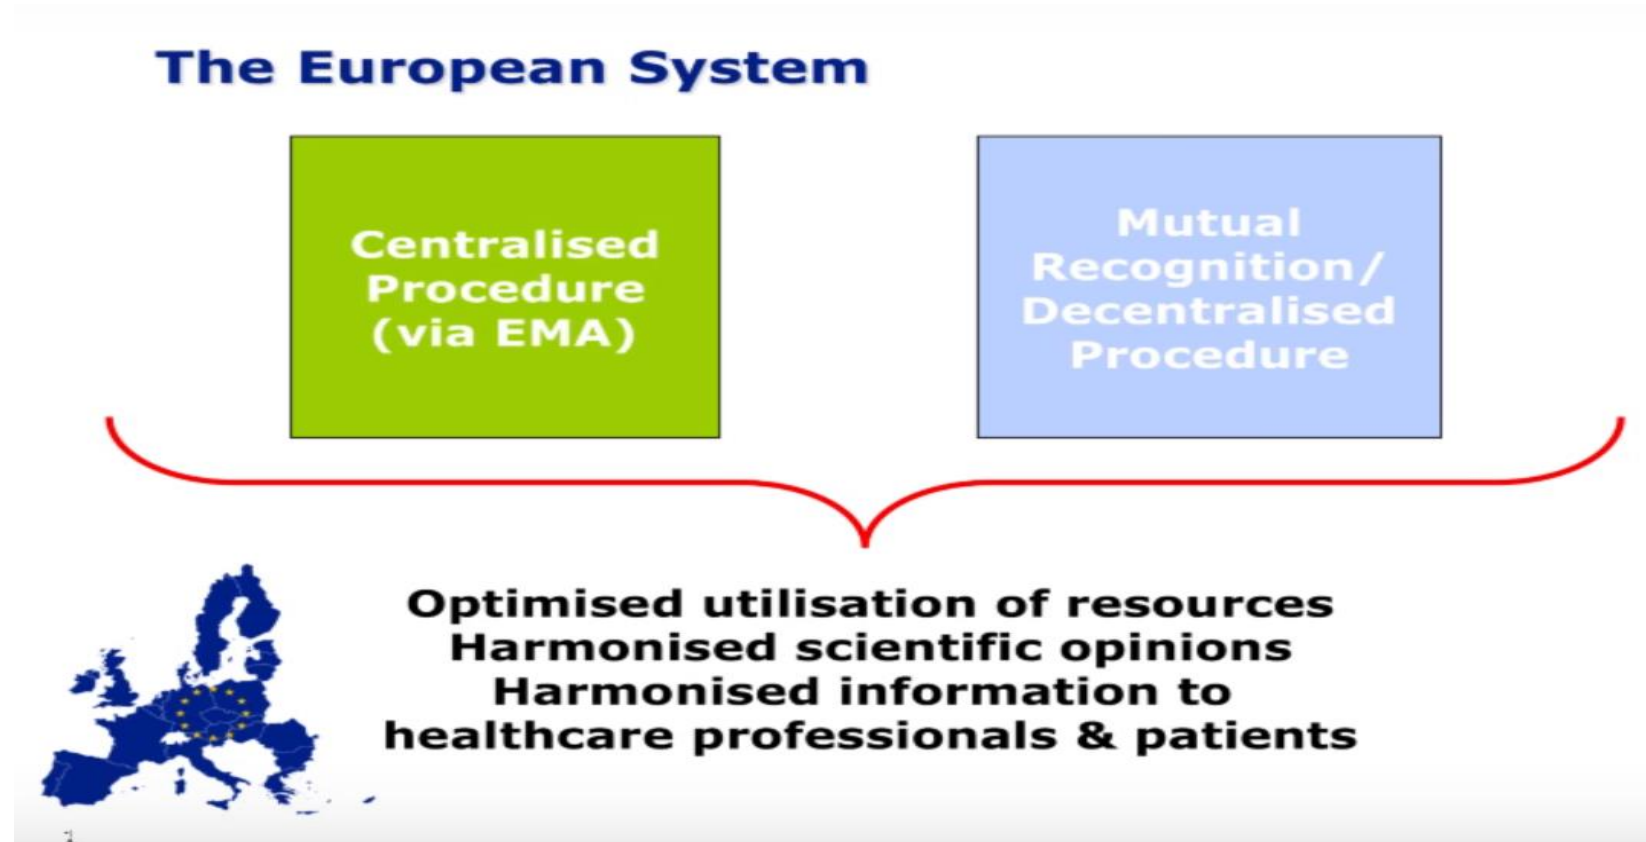 The European System
Centralised
Procedure
(via EMA)
Mutual
Recognition/
Decentralised
Procedure
Optimised utilisation of resources
Harmonised scientific opinions
Harmonised information to
healthcare professionals & patients